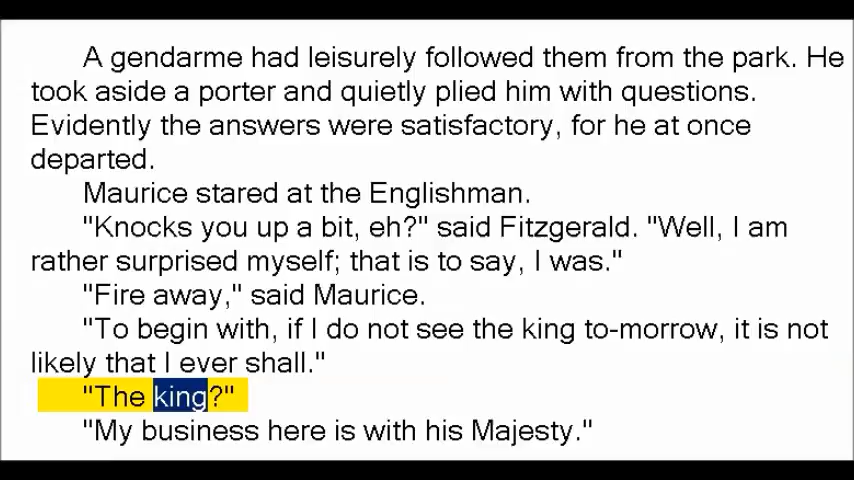 A gendarme had leisurely followed them from the park. He
took aside a porter and quietly plied him with questions.
Evidently the answers were satisfactory, for he at once
departed.
Maurice stared at the Englishman.
"Knocks you up a bit, eh?" said Fitzgerald. "Well, I am
rather surprised myself; that is to say, I was."
"Fire away," said Maurice.
"To begin with, if I do not see the king to-morrow, it is not
likely that I ever shall."
"The king?"
"My business here is with his Majesty."